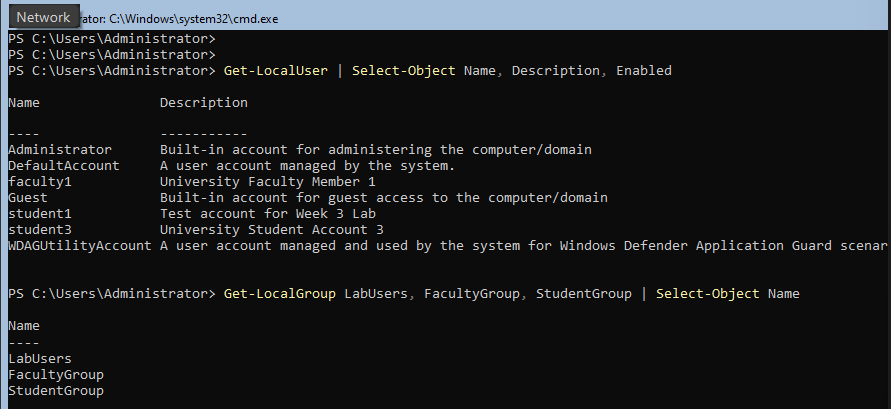 Network
rator: C:\Windows\system32\cmd.exe
PS C:\Users\Administrator>
PS C:\Users\Administrator>
PS C:\Users\Administrator> Get-LocalUser | Select-Object Name, Description, Enabled
Name Description
---- -----------
Administrator Built-in account for administering the computer/domain
DefaultAccount A user account managed by the system.
faculty1 University Faculty Member 1
Guest Built-in account for guest access to the computer/domain
student1 Test account for Week 3 Lab
student3 University Student Account 3
WDAGUtilityAccount A user account managed and used by the system for Windows Defender Application Guard scenar
PS C:\Users\Administrator> Get-LocalGroup LabUsers, FacultyGroup, StudentGroup | Select-Object Name
Name
----
LabUsers
FacultyGroup
StudentGroup